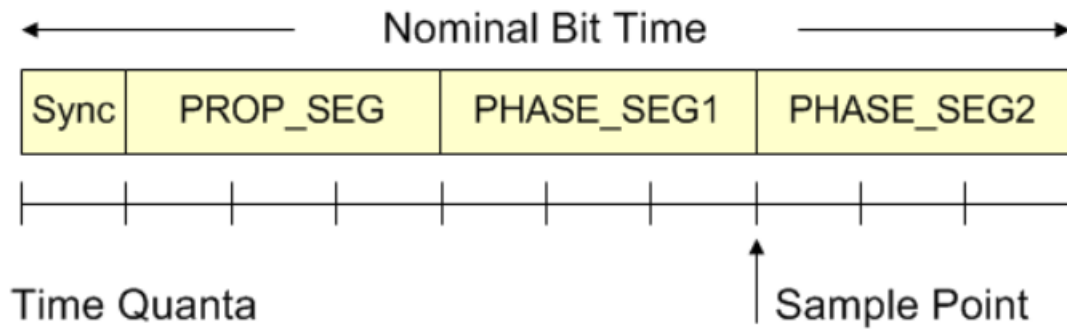 Nominal Bit Time
Sync PROP_SEG PHASE_SEG1 PHASE_SEG2
Time Quanta Sample Point